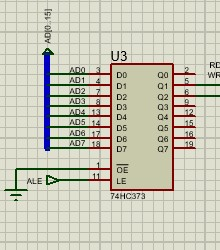 AD[0..15]
U3
AD0 3 D0 Q0 2
AD1 4 D1 Q1 5
AD2 7 D2 Q2 6
AD3 8 D3 Q3 9
AD4 13 D4 Q4 12
AD5 14 D5 Q5 15
AD6 17 D6 Q6 16
AD7 18 D7 Q7 19
RD
WR
1 OE
ALE 11 LE
74HC373